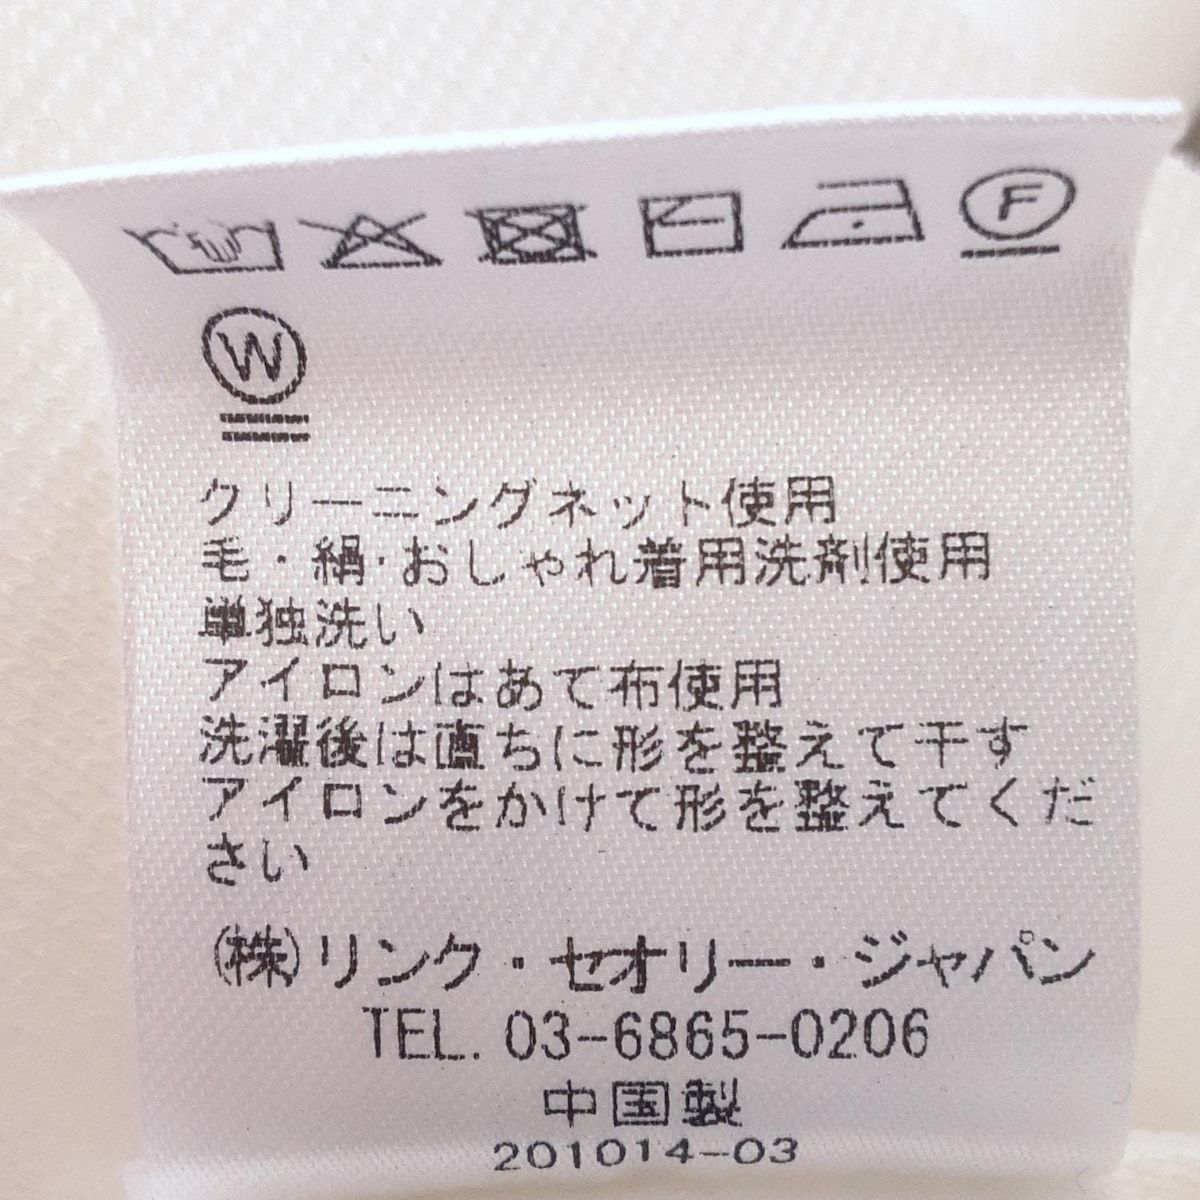 F
W
クリーニングネット使用
毛・絹・おしゃれ着用洗剤使用
単独洗い
アイロンはあて布使用
洗濯後は直ちに形を整えて干す
アイロンをかけて形を整えてくだ
さい
(株)リンク・セオリー・ジャパン
TEL. 03-6865-0206
中国製
201014-03